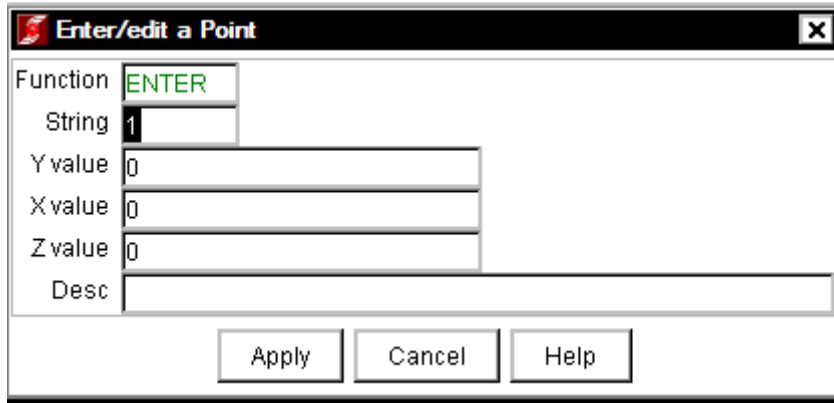 Enter/edit a Point
Function ENTER
String 1
Y value 0
X value 0
Z value 0
Desc
Apply Cancel Help